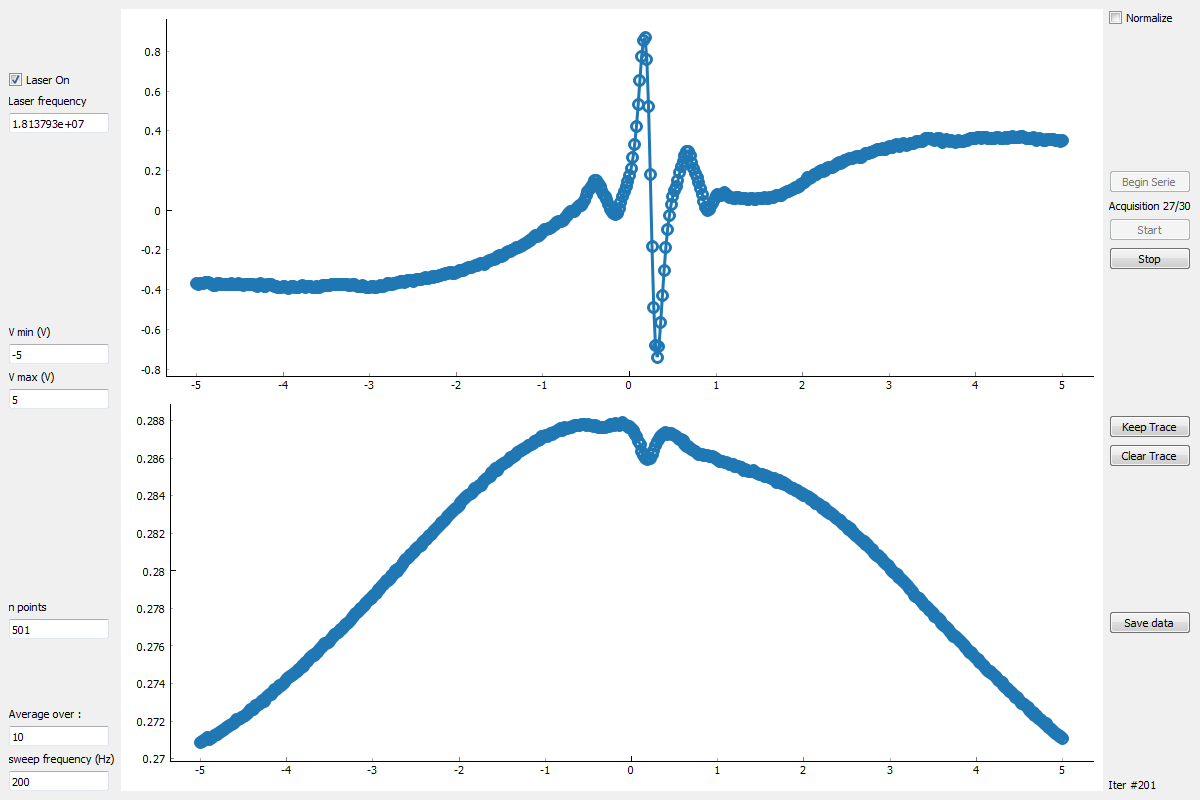 Laser On
Laser frequency
1.813793e+07
V min (V)
-5
V max (V)
5
n points
501
Average over :
10
sweep frequency (Hz)
200
0.8
0.6
0.4
0.2
0
-0.2
-0.4
-0.6
-0.8
-5 -4 -3 -2 -1 0 1 2 3 4 5
0.288
0.286
0.284
0.282
0.28
0.278
0.276
0.274
0.272
0.27
-5 -4 -3 -2 -1 0 1 2 3 4 5
Normalize
Begin Serie
Acquisition 27/30
Start
Stop
Keep Trace
Clear Trace
Save data
Iter #201